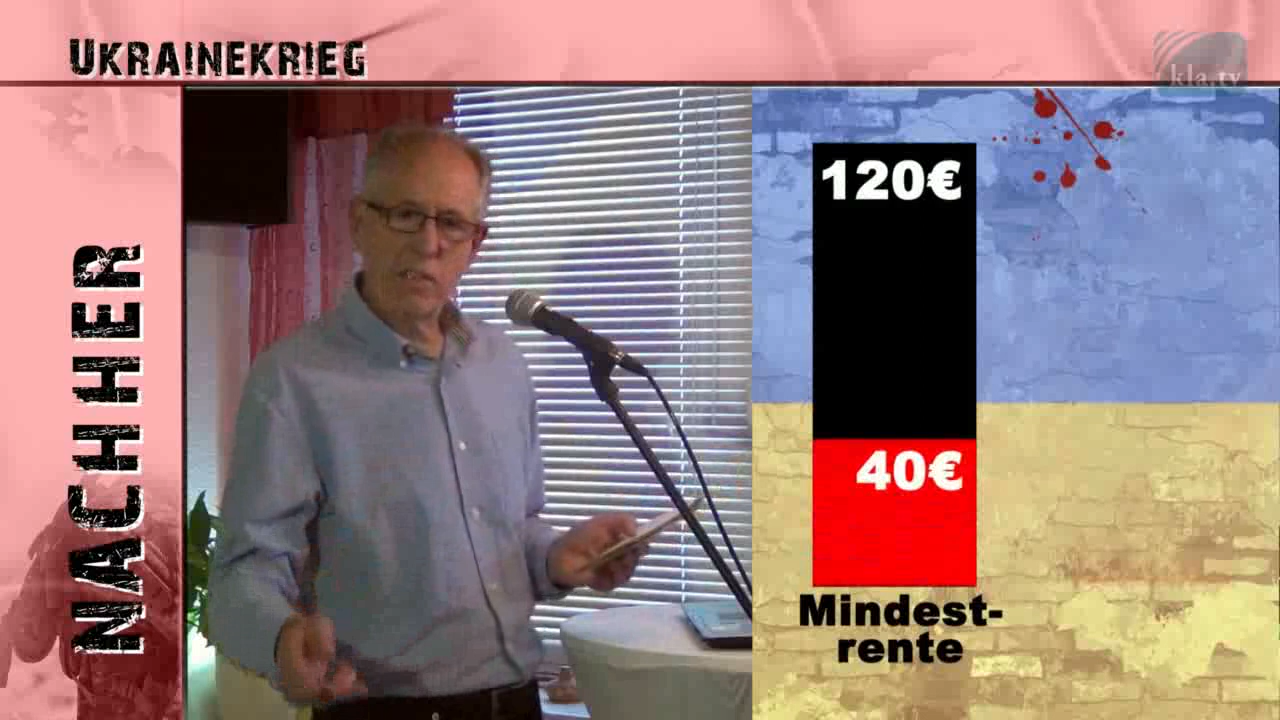 UKRAINEKRIEG
kla.tv
NACHHER
120€
40€
Mindest-
rente